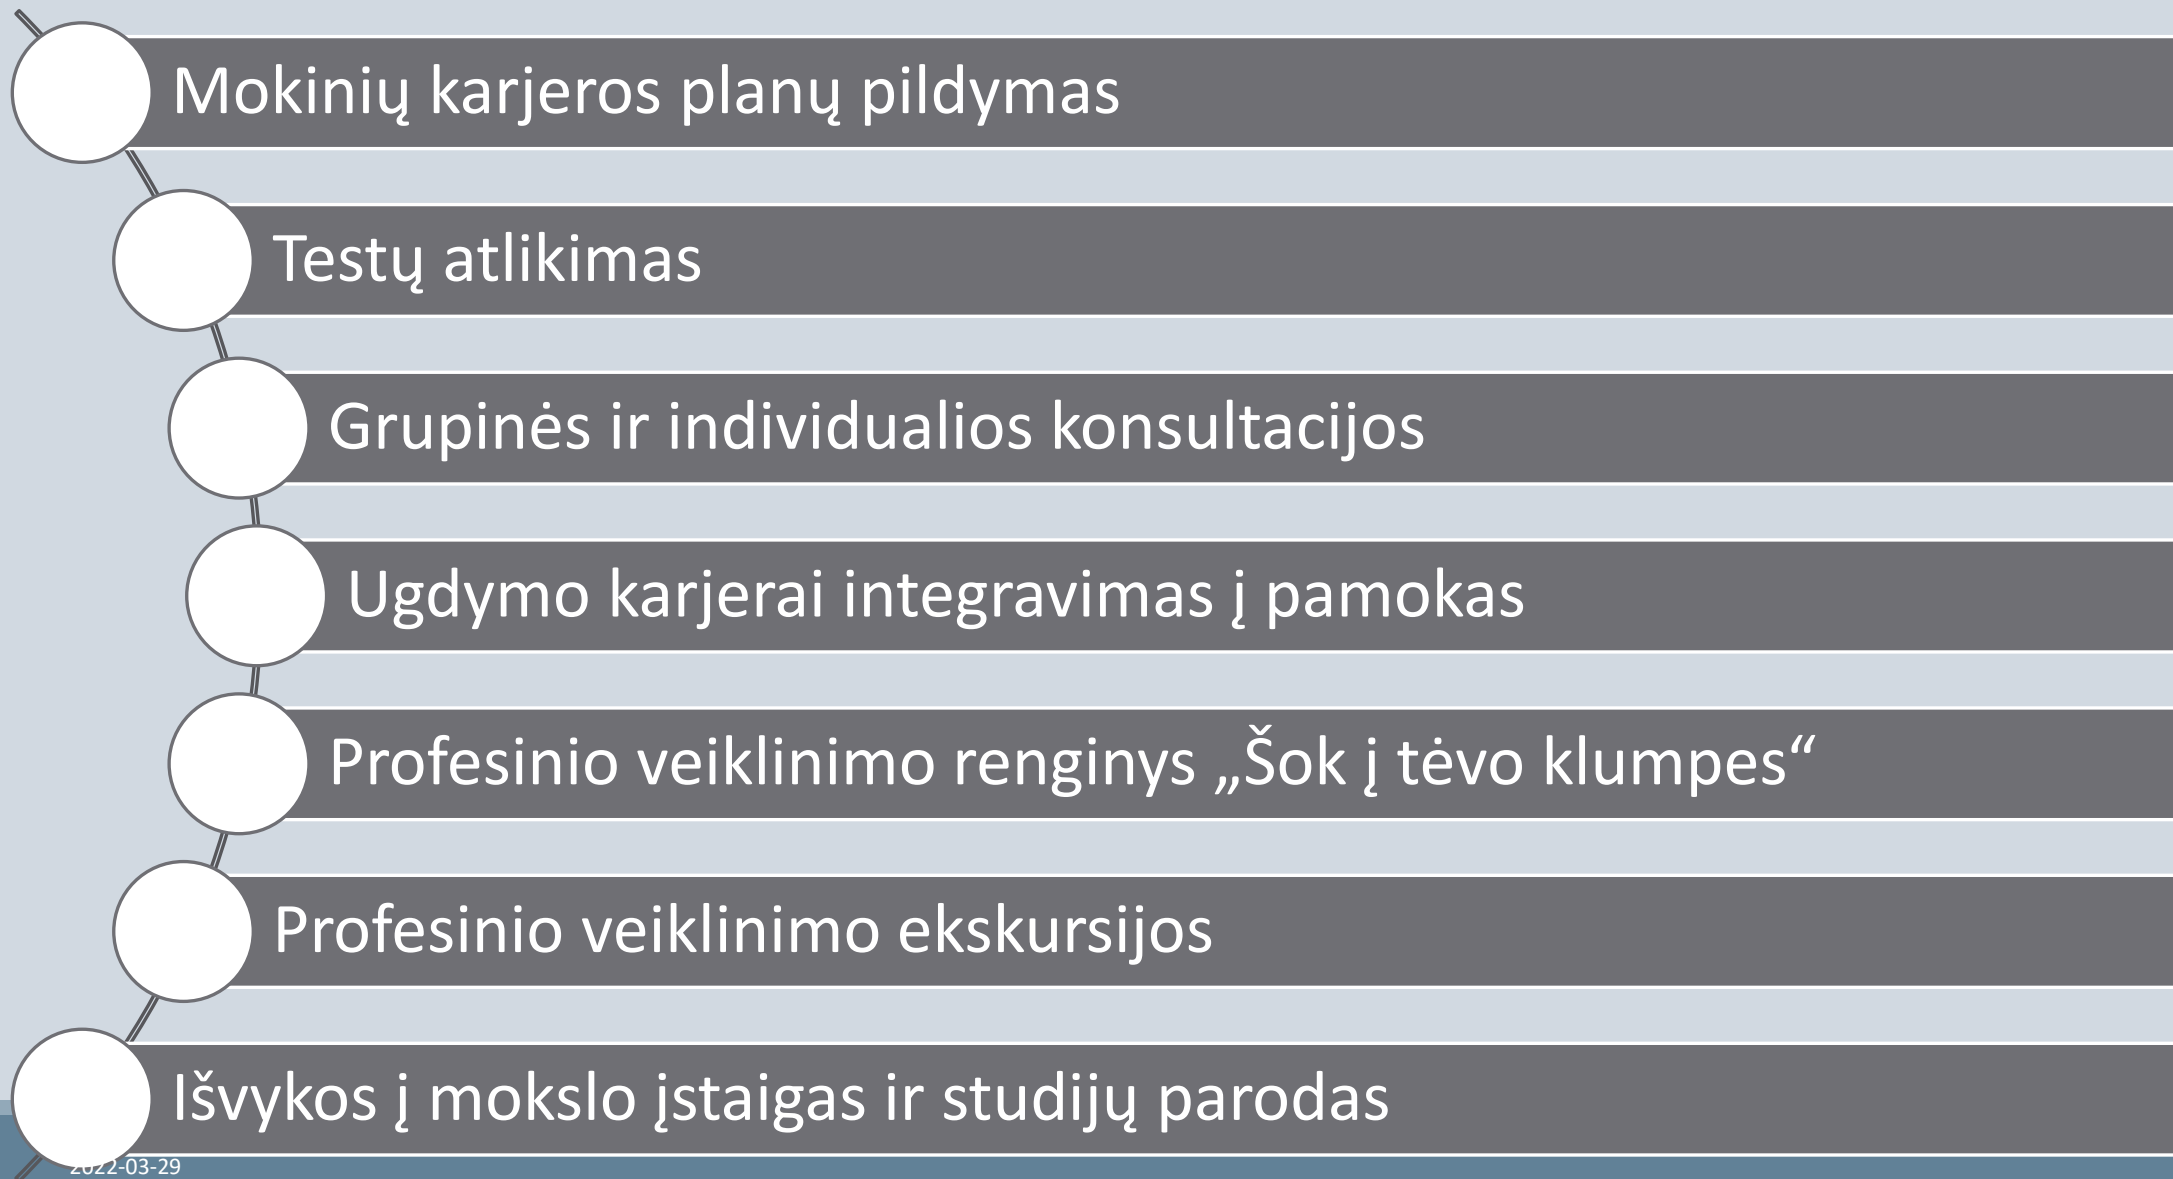 Mokinių karjeros planų pildymas
Testų atlikimas
Grupinės ir individualios konsultacijos
Ugdymo karjerai integravimas į pamokas
Profesinio veiklinimo renginys „Šok į tėvo klumpes“
Profesinio veiklinimo ekskursijos
Išvykos į mokslo įstaigas ir studijų parodas
2022-03-29